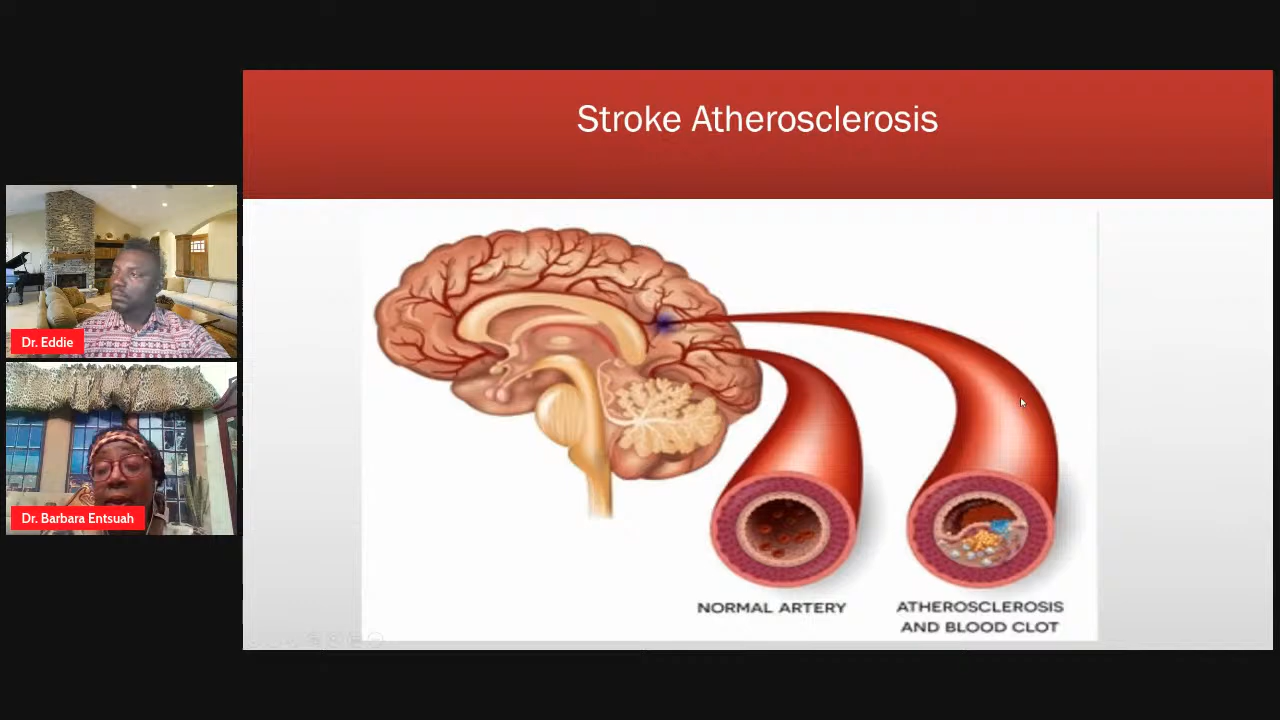 Stroke Atherosclerosis
Dr. Eddie
Dr. Barbara Entsuah
NORMAL ARTERY
ATHEROSCLEROSIS
AND BLOOD CLOT